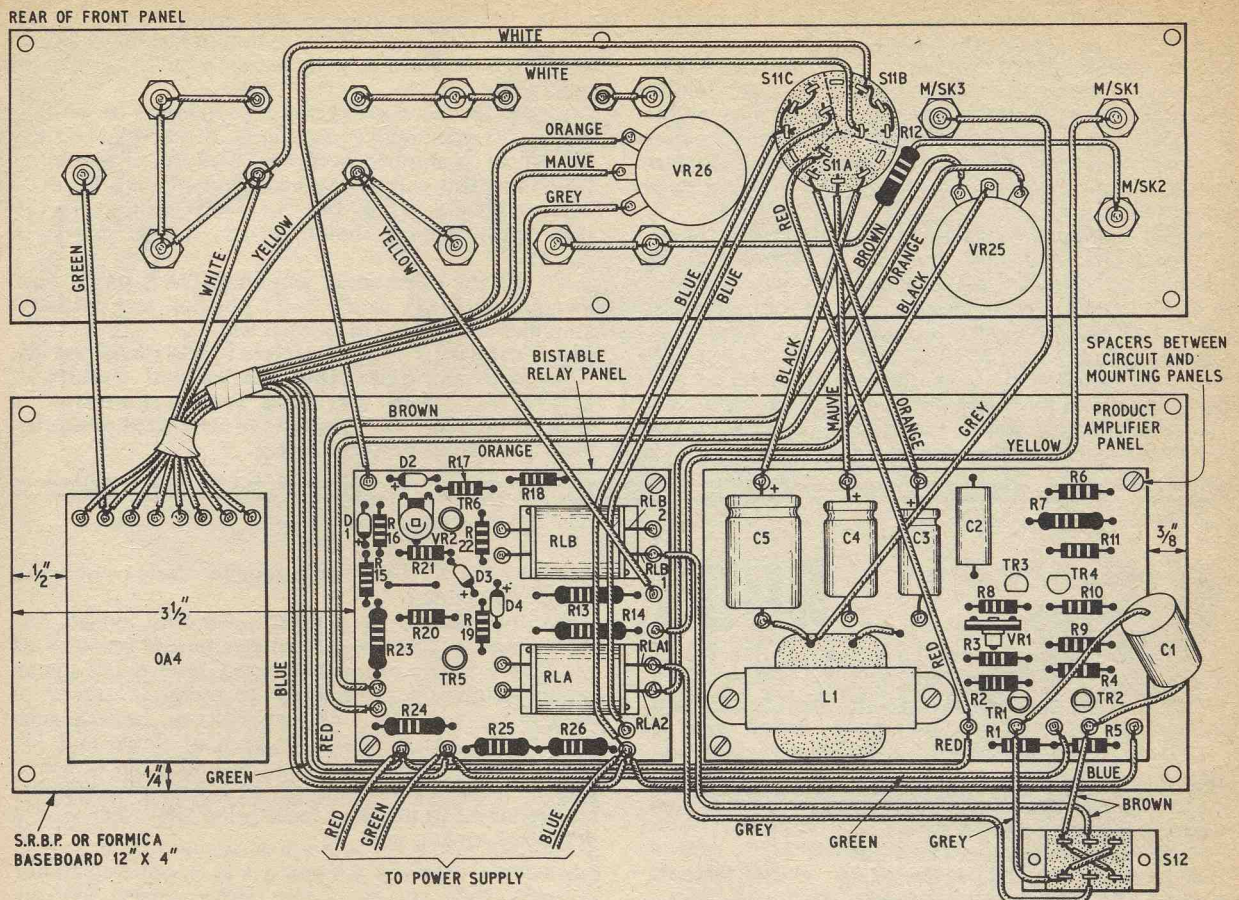 REAR OF FRONT PANEL
WHITE
WHITE
S11C
S11B
M/SK3
M/SK1
ORANGE
R12
MAUVE
VR26
S11A
GREY
M/SK2
RED
GREEN
WHITE
YELLOW
YELLOW
BLUE
BLUE
BROWN
ORANGE
BLACK
VR25
BISTABLE
RELAY PANEL
SPACERS BETWEEN
CIRCUIT AND
MOUNTING PANELS
BLACK
MAUVE
ORANGE
GREY
PRODUCT
AMPLIFIER
PANEL
BROWN
ORANGE
YELLOW
D2
R17
R18
TR6
RLB
2
D
1
R
16
VR2
R
22
RLB
RLB
1
R21
R
15
D3
D4
R13
R14
R20
R
19
R23
TR5
RLA
RLA1
RLA2
R24
R25
R26
C5
C4
C3
C2
R6
R7
R11
TR3
TR4
R8
R10
VR1
R9
R3
R4
R2
TR1
TR2
C1
L1
R1
R5
3/8"
1/2"
3 1/2"
OA4
BLUE
RED
RED
RED
1/4"
GREEN
BLUE
BROWN
S.R.B.P. OR FORMICA
BASEBOARD 12" X 4"
RED
GREEN
BLUE
GREY
GREEN
GREY
S12
TO POWER SUPPLY